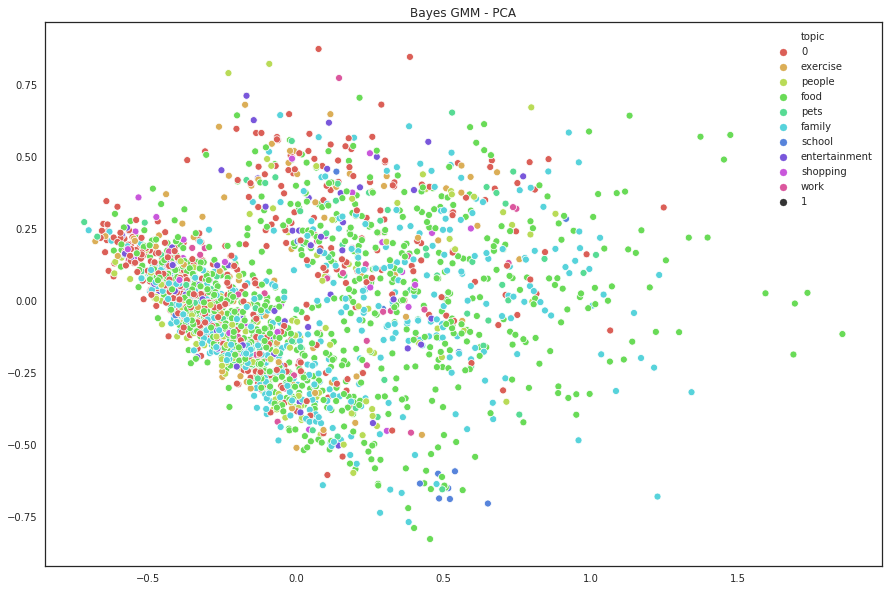 Bayes GMM - PCA
topic
0
exercise
people
food
pets
family
school
entertainment
shopping
work
1
0.75
0.50
0.25
0.00
−0.25
−0.50
−0.75
−0.5 0.0 0.5 1.0 1.5